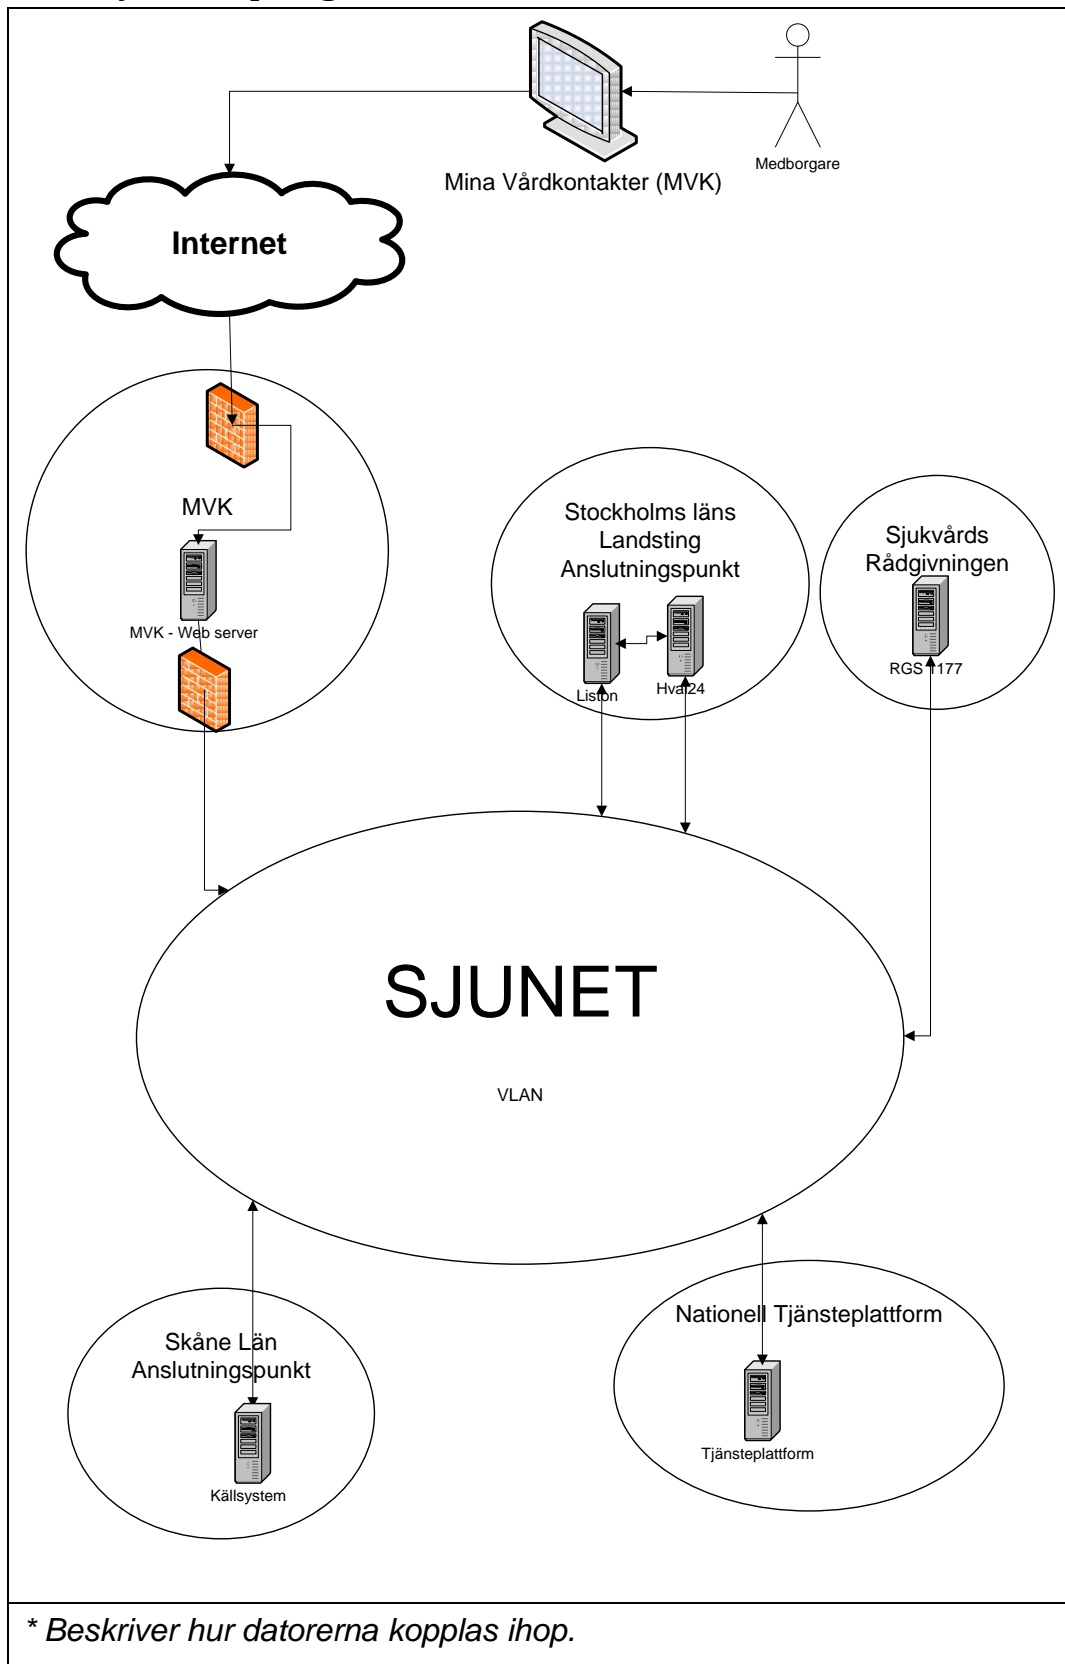 Medborgare
Mina Vårdkontakter (MVK)
Internet
MVK
MVK - Web server
Stockholms läns
Landsting
Anslutningspunkt
Liston
Hval24
Sjukvårds
Rådgivningen
RGS 1177
SJUNET
VLAN
Skåne Län
Anslutningspunkt
Källsystem
Nationell Tjänsteplattform
Tjänsteplattform
* Beskriver hur datorerna kopplas ihop.